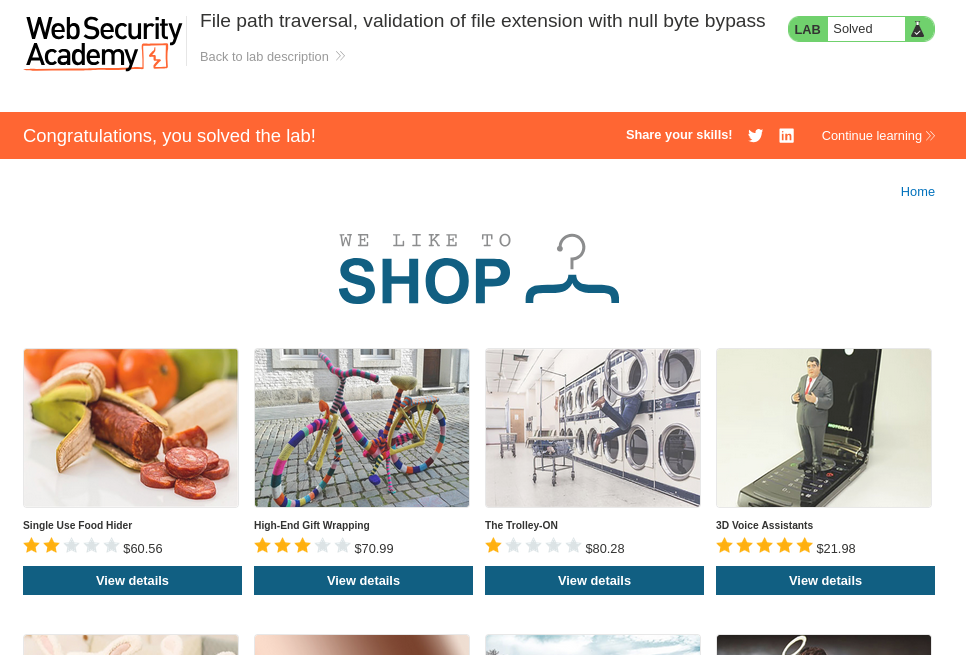 Web Security
Academy
File path traversal, validation of file extension with null byte bypass
Back to lab description
LAB Solved
Congratulations, you solved the lab!
Share your skills!
Continue learning
Home
WE LIKE TO
SHOP
MOTOROLA
Single Use Food Hider
High-End Gift Wrapping
The Trolley-ON
3D Voice Assistants
$60.56
$70.99
$80.28
$21.98
View details
View details
View details
View details